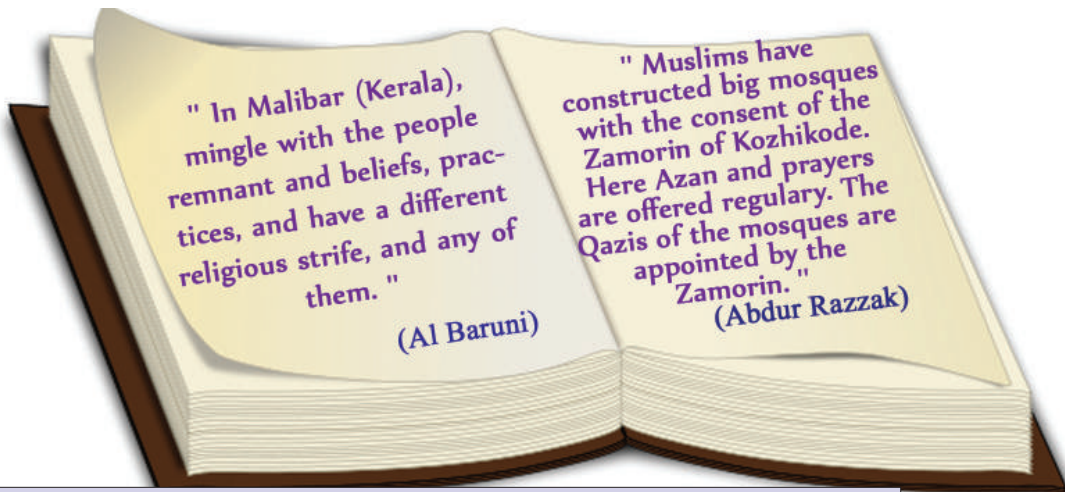 " In Malibar (Kerala),
mingle with the people
remnant and beliefs, prac-
tices, and have a different
religious strife, and any of
them. "
(Al Baruni)
" Muslims have
constructed big mosques
with the consent of the
Zamorin of Kozhikode.
Here Azan and prayers
are offered regulary. The
Qazis of the mosques are
appointed by the
Zamorin. "
(Abdur Razzak)